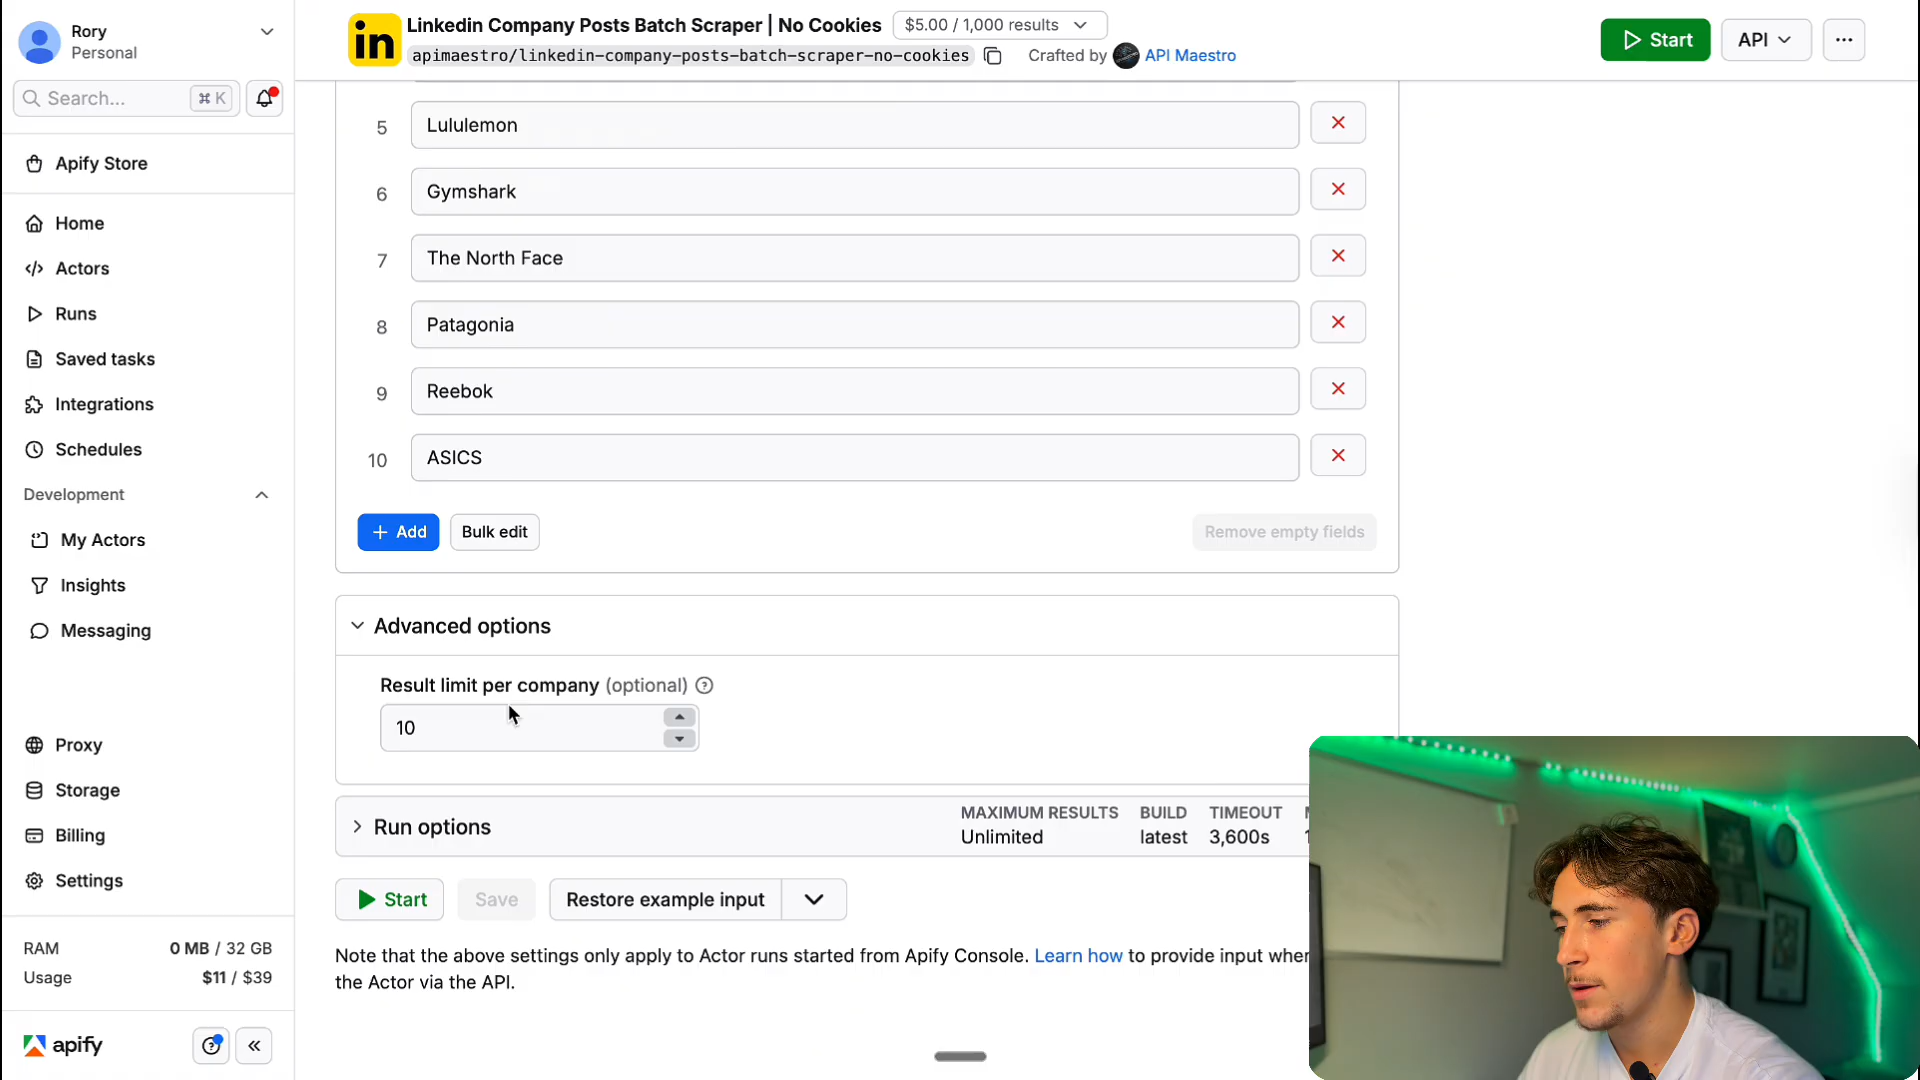 Rory
Personal
Search...
⌘ K
Apify Store
Home
Actors
Runs
Saved tasks
Integrations
Schedules
Development
My Actors
Insights
Messaging
Proxy
Storage
Billing
Settings
RAM 0 MB / 32 GB
Usage $11 / $39
apify
in
Linkedin Company Posts Batch Scraper | No Cookies
$5.00 / 1,000 results
apimaestro/linkedin-company-posts-batch-scraper-no-cookies
Crafted by API Maestro
Start
API
5 Lululemon
6 Gymshark
7 The North Face
8 Patagonia
9 Reebok
10 ASICS
+ Add
Bulk edit
Remove empty fields
Advanced options
Result limit per company (optional)
10
Run options
MAXIMUM RESULTS BUILD TIMEOUT
Unlimited latest 3,600s
Start
Save
Restore example input
Note that the above settings only apply to Actor runs started from Apify Console. Learn how to provide input when
the Actor via the API.